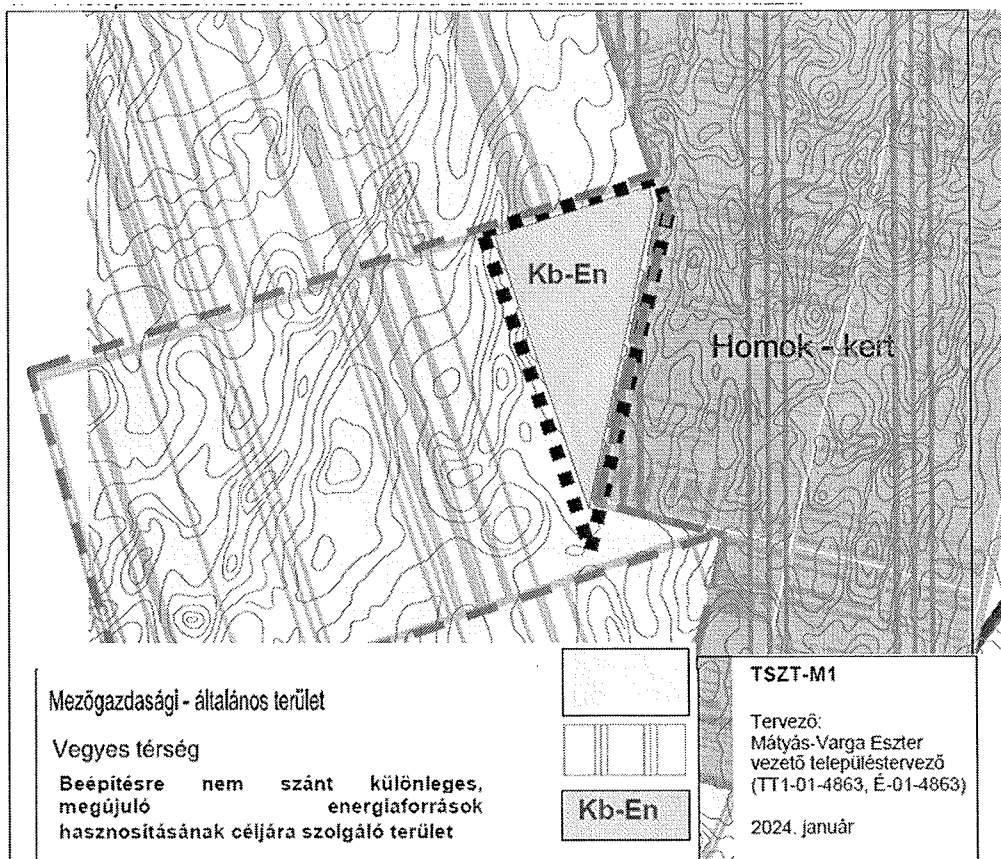 Kb-En
Homok - kert
Mezőgazdasági - általános terület
Vegyes térség
Beépítésre nem szánt különleges,
megújuló energiaforrások
hasznosításának céljára szolgáló terület
Kb-En
TSZT-M1
Tervező:
Mátyás-Varga Eszter
vezető településtervező
(TT1-01-4863, É-01-4863)
2024. január